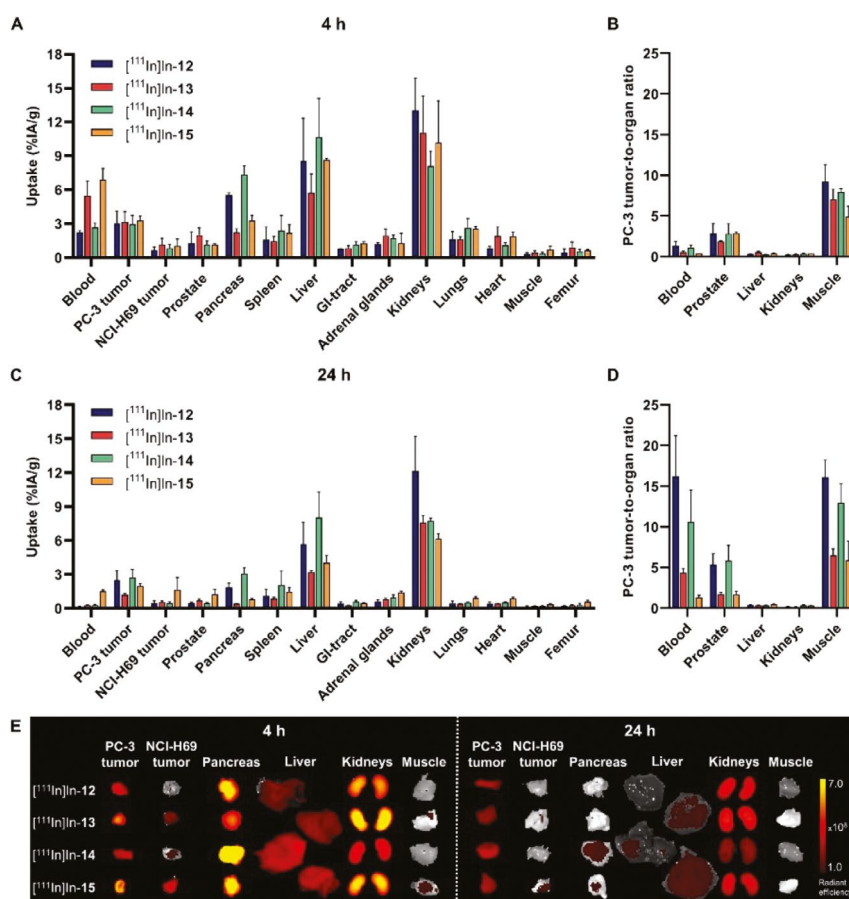 A
4 h
B
18
15
12
9
6
3
0
Uptake (%IA/g)
[¹¹¹In]In-12
[¹¹¹In]In-13
[¹¹¹In]In-14
[¹¹¹In]In-15
Blood
PC-3 tumor
NCI-H69 tumor
Prostate
Pancreas
Spleen
Liver
GI-tract
Adrenal glands
Kidneys
Lungs
Heart
Muscle
Femur
25
20
15
10
5
0
PC-3 tumor-to-organ ratio
Blood
Prostate
Liver
Kidneys
Muscle
C
24 h
D
18
15
12
9
6
3
0
Uptake (%IA/g)
[¹¹¹In]In-12
[¹¹¹In]In-13
[¹¹¹In]In-14
[¹¹¹In]In-15
Blood
PC-3 tumor
NCI-H69 tumor
Prostate
Pancreas
Spleen
Liver
GI-tract
Adrenal glands
Kidneys
Lungs
Heart
Muscle
Femur
25
20
15
10
5
0
PC-3 tumor-to-organ ratio
Blood
Prostate
Liver
Kidneys
Muscle
E
4 h
24 h
PC-3 NCI-H69 PC-3 NCI-H69
tumor tumor Pancreas Liver Kidneys Muscle tumor tumor Pancreas Liver Kidneys Muscle
[¹¹¹In]In-12
[¹¹¹In]In-13
[¹¹¹In]In-14
[¹¹¹In]In-15
7.0
1.0
Radiant
efficiency